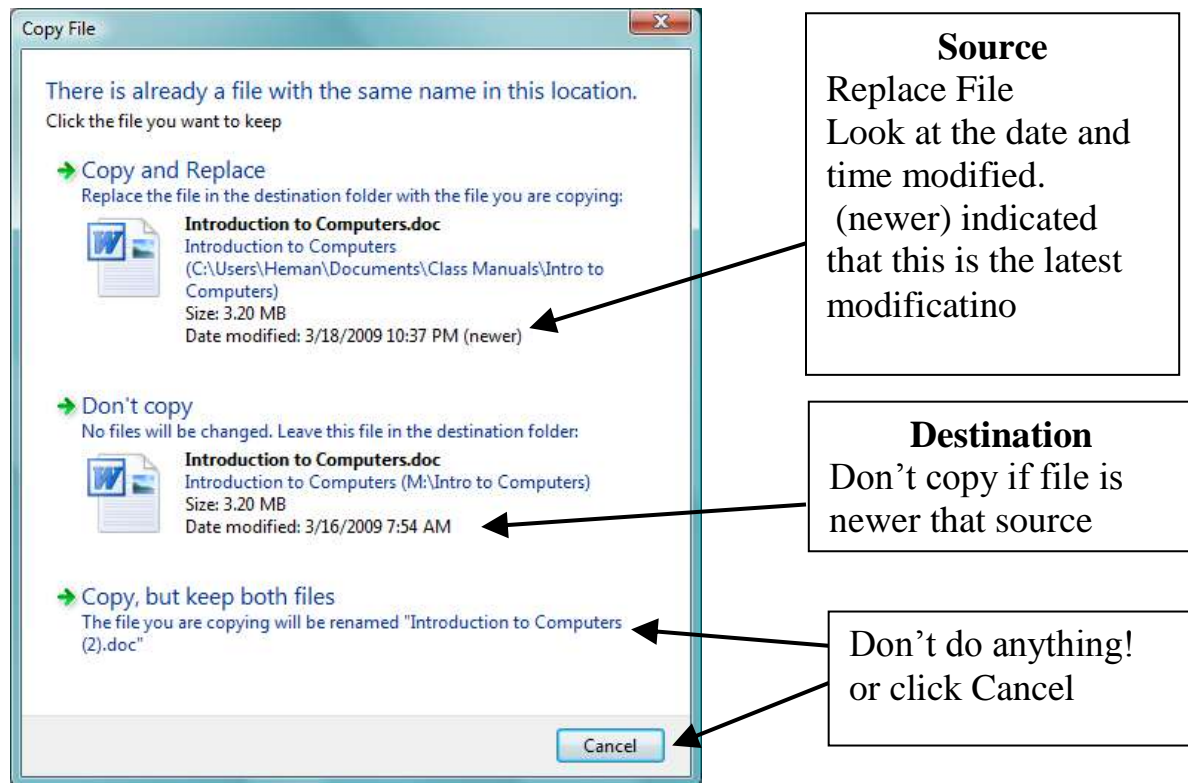 Copy File
There is already a file with the same name in this location.
Click the file you want to keep
Copy and Replace
Replace the file in the destination folder with the file you are copying:
Introduction to Computers.doc
Introduction to Computers
(C:\Users\Heman\Documents\Class Manuals\Intro to
Computers)
Size: 3.20 MB
Date modified: 3/18/2009 10:37 PM (newer)
Don't copy
No files will be changed. Leave this file in the destination folder:
Introduction to Computers.doc
Introduction to Computers (M:\Intro to Computers)
Size: 3.20 MB
Date modified: 3/16/2009 7:54 AM
Copy, but keep both files
The file you are copying will be renamed "Introduction to Computers
(2).doc"
Cancel
Source
Replace File
Look at the date and
time modified.
(newer) indicated
that this is the latest
modificatino
Destination
Don’t copy if file is
newer that source
Don’t do anything!
or click Cancel